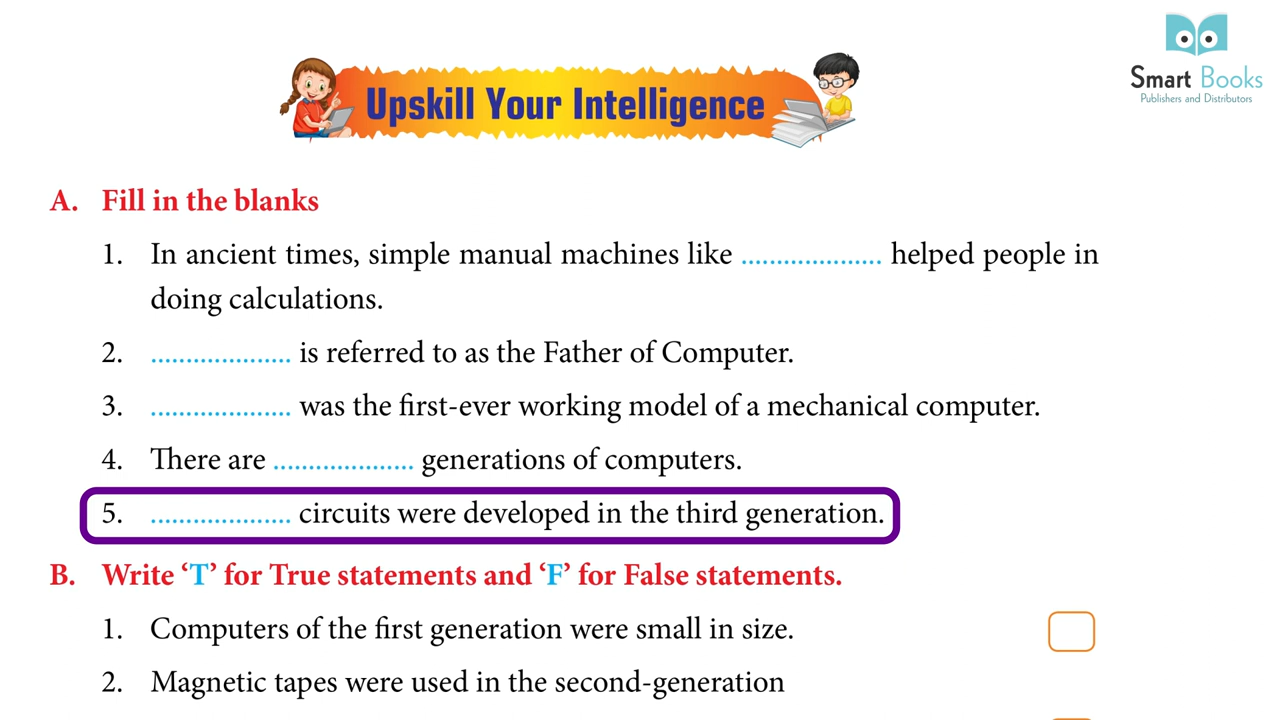 Smart Books
Publishers and Distributors
Upskill Your Intelligence
A. Fill in the blanks
1. In ancient times, simple manual machines like .................... helped people in
doing calculations.
2. .................... is referred to as the Father of Computer.
3. .................... was the first-ever working model of a mechanical computer.
4. There are .................... generations of computers.
5. .................... circuits were developed in the third generation.
B. Write ‘T’ for True statements and ‘F’ for False statements.
1. Computers of the first generation were small in size.
2. Magnetic tapes were used in the second-generation